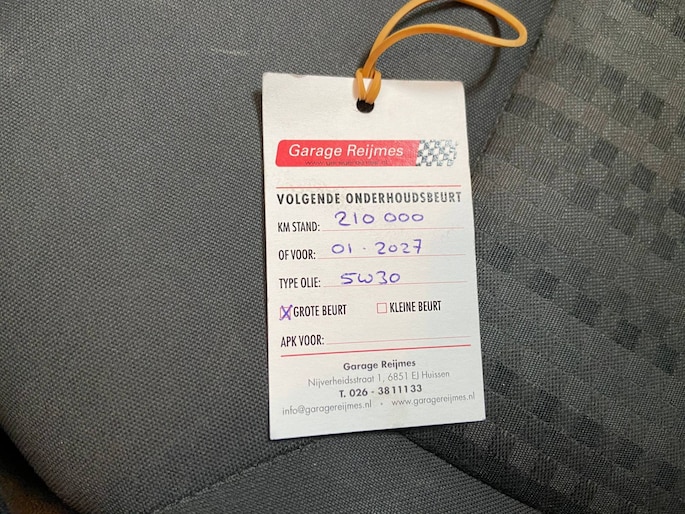 Garage Reijmes
VOLGENDE ONDERHOUDSBEURT
KM STAND: 210 000
OF VOOR: 01 · 2027
TYPE OLIE: 5W30
X GROTE BEURT KLEINE BEURT
APK VOOR:
Garage Reijmes
Nijverheidsstraat 1, 6851 EJ Huissen
T. 026 - 3811133
info@garagereijmes.nl · www.garagereijmes.nl